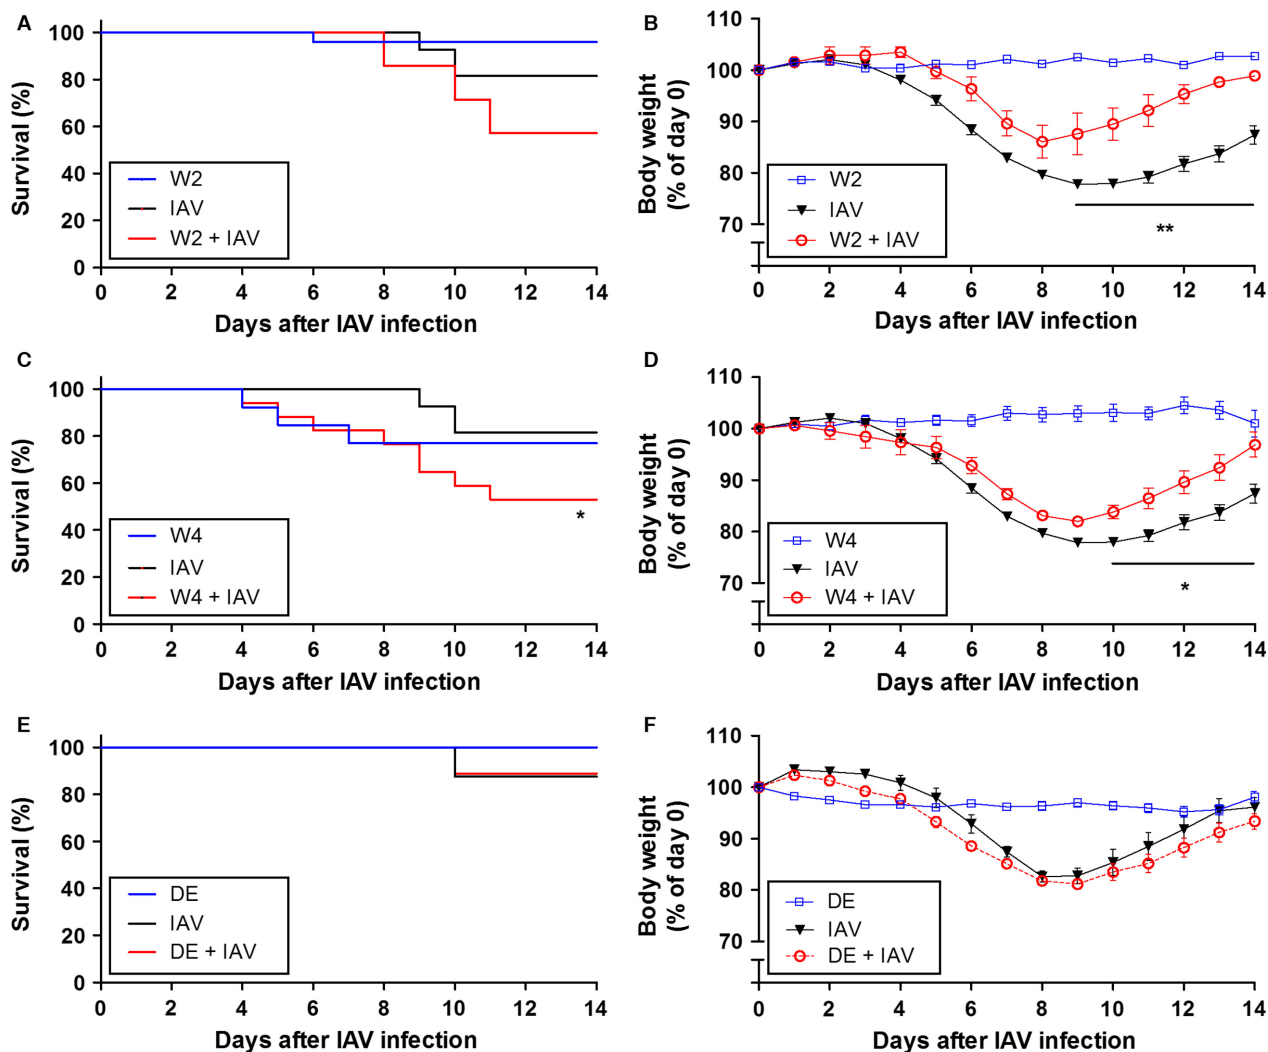 A
100
80
60
40
20
0
Survival (%)
W2
IAV
W2 + IAV
0 2 4 6 8 10 12 14
Days after IAV infection
B
110
100
90
80
70
Body weight
(% of day 0)
W2
IAV
W2 + IAV
**
0 2 4 6 8 10 12 14
Days after IAV infection
C
100
80
60
40
20
0
Survival (%)
W4
IAV
W4 + IAV
*
0 2 4 6 8 10 12 14
Days after IAV infection
D
110
100
90
80
70
Body weight
(% of day 0)
W4
IAV
W4 + IAV
*
0 2 4 6 8 10 12 14
Days after IAV infection
E
100
80
60
40
20
0
Survival (%)
DE
IAV
DE + IAV
0 2 4 6 8 10 12 14
Days after IAV infection
F
110
100
90
80
70
Body weight
(% of day 0)
DE
IAV
DE + IAV
0 2 4 6 8 10 12 14
Days after IAV infection